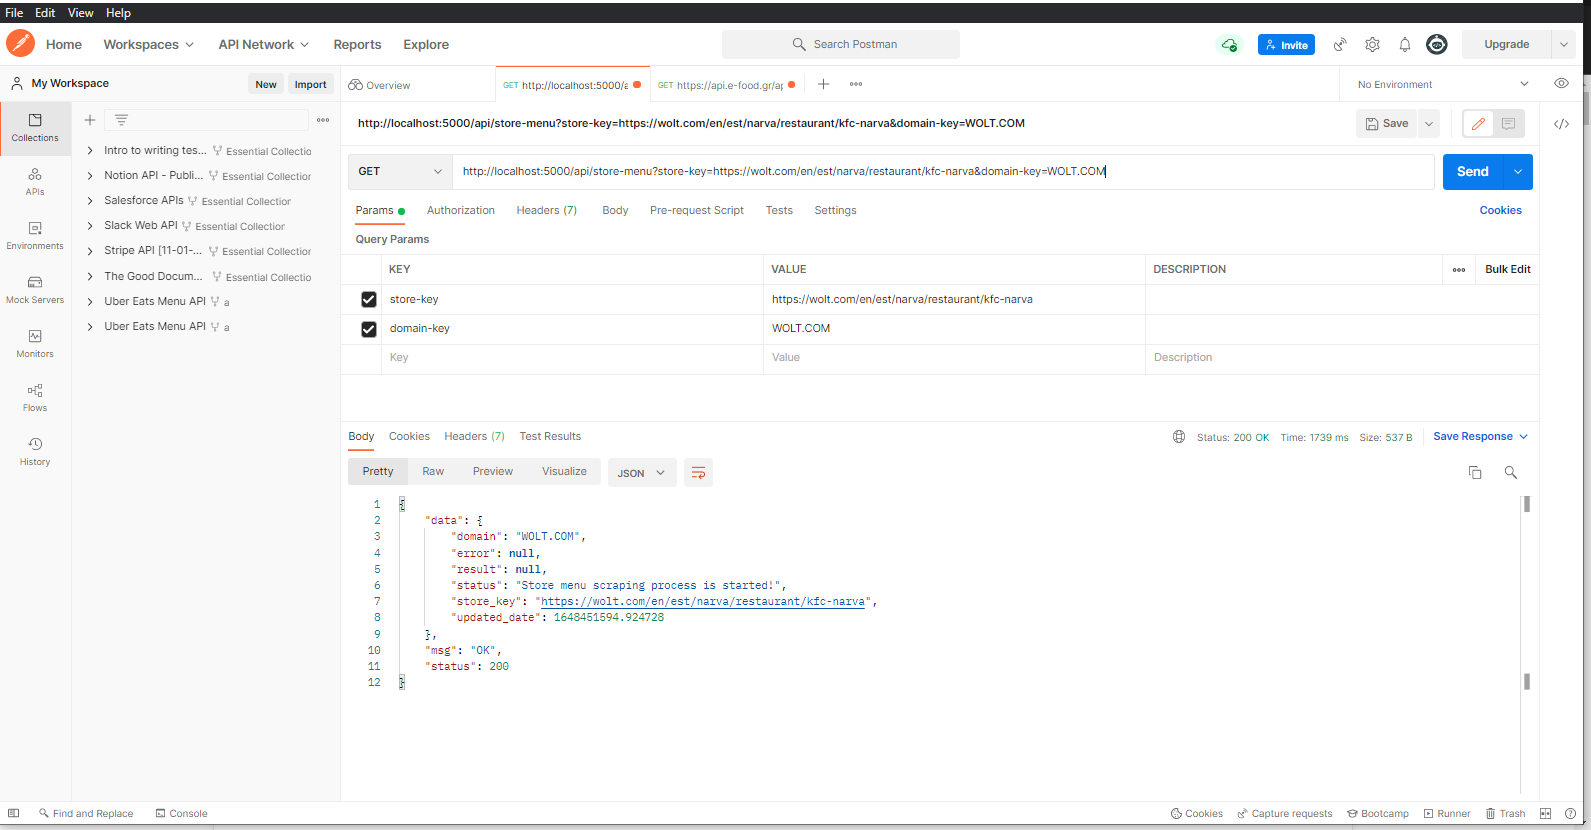 File Edit View Help
Home Workspaces API Network Reports Explore Search Postman Invite Upgrade
My Workspace New Import Overview GET http://localhost:5000/a GET https://api.e-food.gr/ap No Environment
Collections
APIs
Environments
Mock Servers
Monitors
Flows
History
Intro to writing tes... Essential Collectio
Notion API - Publi... Essential Collectio
Salesforce APIs Essential Collection
Slack Web API Essential Collection
Stripe API [11-01-... Essential Collection
The Good Docum... Essential Collectio
Uber Eats Menu API a
Uber Eats Menu API a
http://localhost:5000/api/store-menu?store-key=https://wolt.com/en/est/narva/restaurant/kfc-narva&domain-key=WOLT.COM Save </>
GET http://localhost:5000/api/store-menu?store-key=https://wolt.com/en/est/narva/restaurant/kfc-narva&domain-key=WOLT.COM Send
Params Authorization Headers (7) Body Pre-request Script Tests Settings Cookies
Query Params
KEY VALUE DESCRIPTION Bulk Edit
store-key https://wolt.com/en/est/narva/restaurant/kfc-narva
domain-key WOLT.COM
Key Value Description
Body Cookies Headers (7) Test Results Status: 200 OK Time: 1739 ms Size: 537 B Save Response
Pretty Raw Preview Visualize JSON
1 {
2 "data": {
3 "domain": "WOLT.COM",
4 "error": null,
5 "result": null,
6 "status": "Store menu scraping process is started!",
7 "store_key": "https://wolt.com/en/est/narva/restaurant/kfc-narva",
8 "updated_date": 1648451594.924728
9 },
10 "msg": "OK",
11 "status": 200
12 }
Find and Replace Console Cookies Capture requests Bootcamp Runner Trash